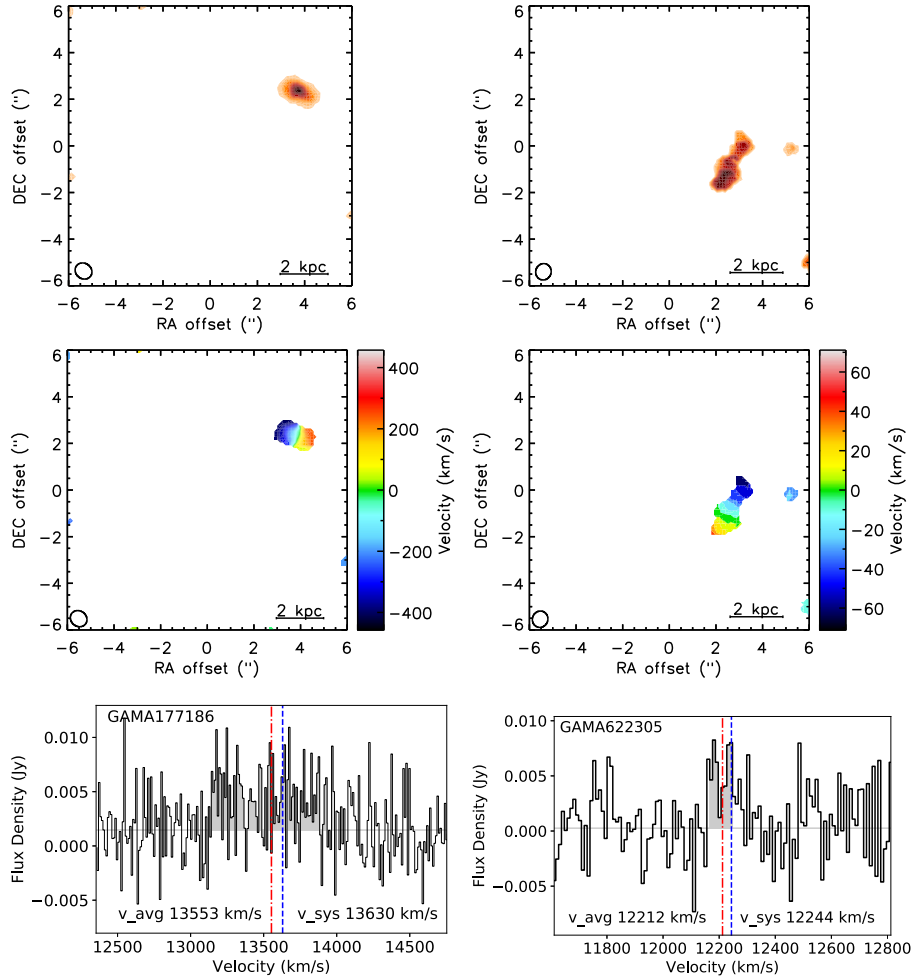 6
4
2
0
−2
−4
−6
DEC offset ('')
2 kpc
−6 −4 −2 0 2 4 6
RA offset ('')
6
4
2
0
−2
−4
−6
DEC offset ('')
2 kpc
−6 −4 −2 0 2 4 6
RA offset ('')
6
4
2
0
−2
−4
−6
DEC offset ('')
2 kpc
−6 −4 −2 0 2 4 6
RA offset ('')
400
200
0
−200
−400
Velocity (km/s)
6
4
2
0
−2
−4
−6
DEC offset ('')
2 kpc
−6 −4 −2 0 2 4 6
RA offset ('')
60
40
20
0
−20
−40
−60
Velocity (km/s)
GAMA177186
0.010
0.005
0.000
−0.005
Flux Density (Jy)
v_avg 13553 km/s
v_sys 13630 km/s
12500 13000 13500 14000 14500
Velocity (km/s)
GAMA622305
0.010
0.005
0.000
−0.005
Flux Density (Jy)
v_avg 12212 km/s
v_sys 12244 km/s
11800 12000 12200 12400 12600 12800
Velocity (km/s)